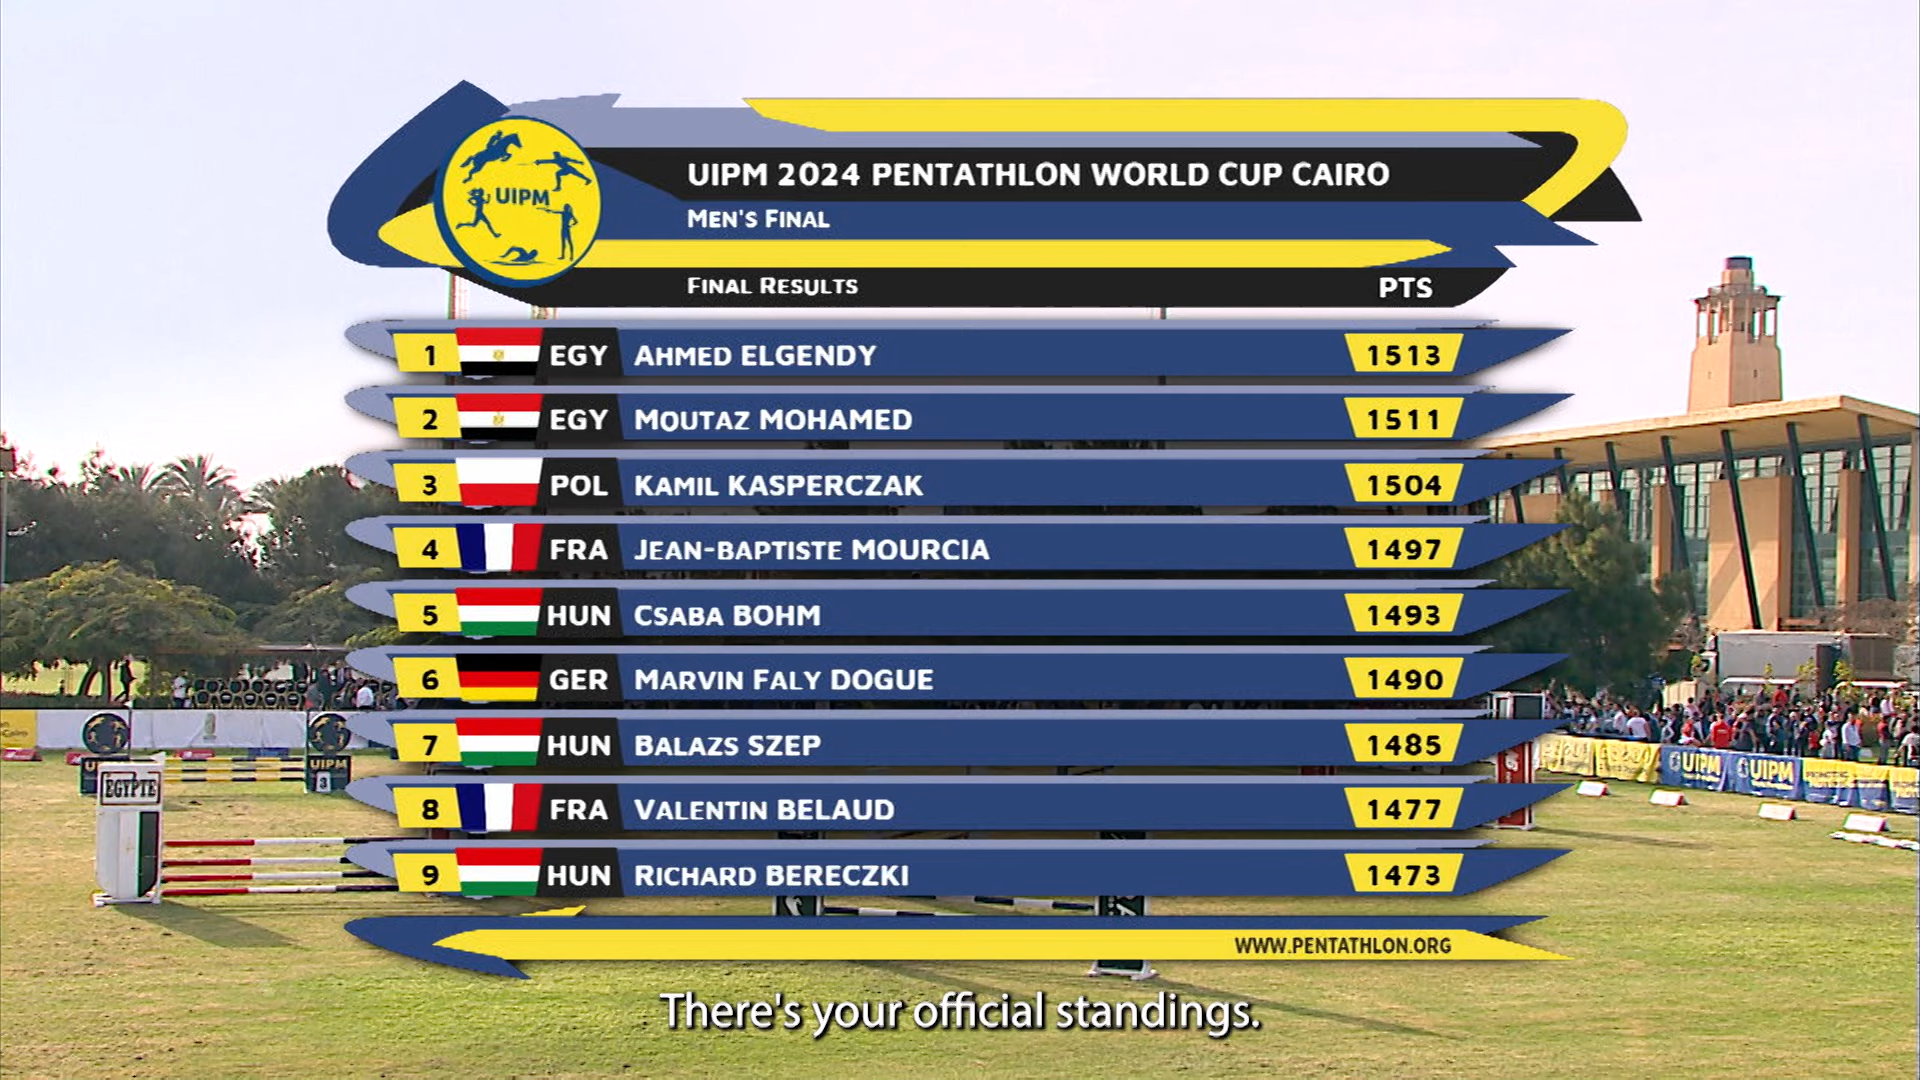 UIPM
UIPM 2024 PENTATHLON WORLD CUP CAIRO
MEN'S FINAL
FINAL RESULTS PTS
1 EGY AHMED ELGENDY 1513
2 EGY MOUTAZ MOHAMED 1511
3 POL KAMIL KASPERCZAK 1504
4 FRA JEAN-BAPTISTE MOURCIA 1497
5 HUN CSABA BOHM 1493
6 GER MARVIN FALY DOGUE 1490
7 HUN BALAZS SZEP 1485
8 FRA VALENTIN BELAUD 1477
9 HUN RICHARD BERECZKI 1473
WWW.PENTATHLON.ORG
EGYPTE
UIPM
3
UIPM
UIPM
There's your official standings.